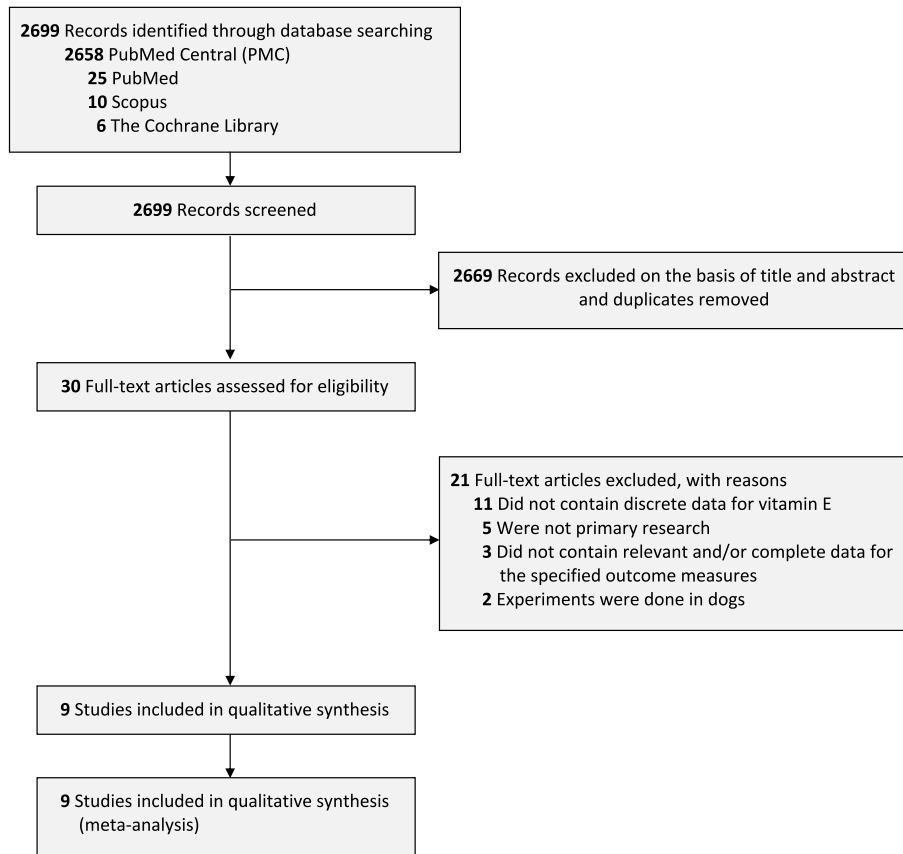 2699 Records identified through database searching
2658 PubMed Central (PMC)
25 PubMed
10 Scopus
6 The Cochrane Library
2699 Records screened
2669 Records excluded on the basis of title and abstract
and duplicates removed
30 Full-text articles assessed for eligibility
21 Full-text articles excluded, with reasons
11 Did not contain discrete data for vitamin E
5 Were not primary research
3 Did not contain relevant and/or complete data for
the specified outcome measures
2 Experiments were done in dogs
9 Studies included in qualitative synthesis
9 Studies included in qualitative synthesis
(meta-analysis)